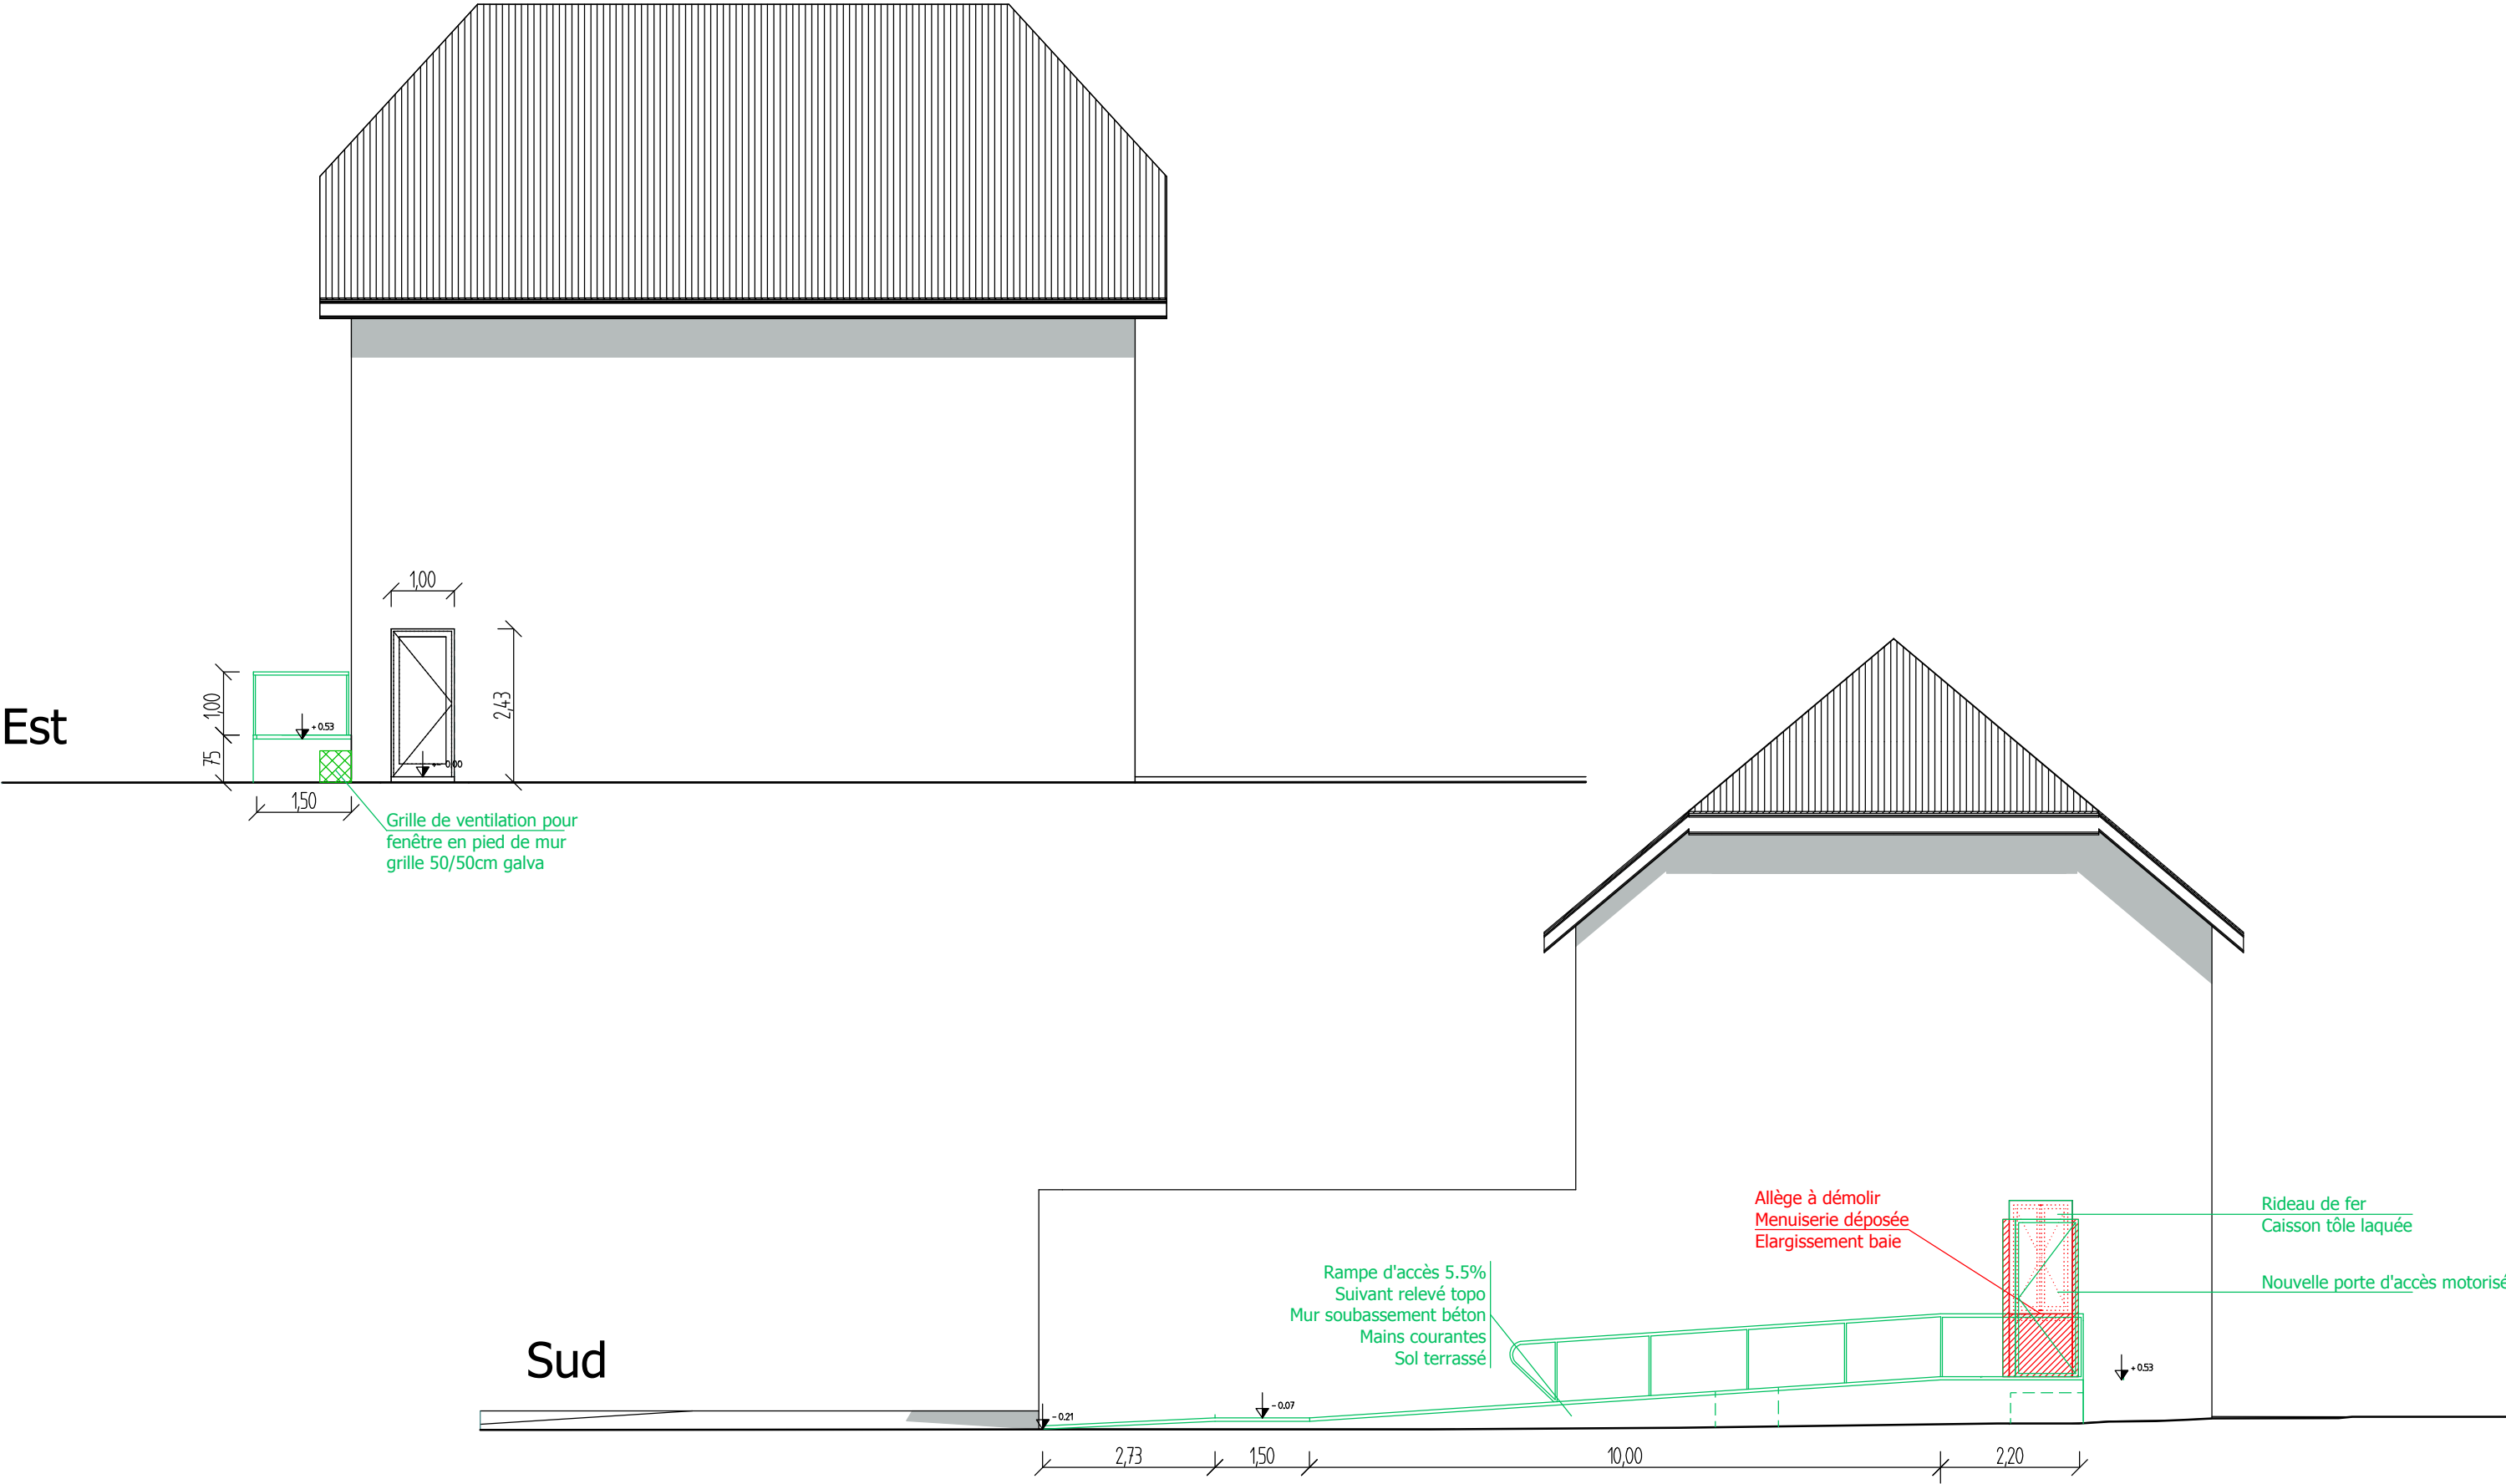 1,00
2,43
1,00
75
Est
+ 0.53
+- 0.00
1,50
Grille de ventilation pour
fenêtre en pied de mur
grille 50/50cm galva
Allège à démolir
Menuiserie déposée
Elargissement baie
Rideau de fer
Caisson tôle laquée
Nouvelle porte d'accès motorisé
Rampe d'accès 5.5%
Suivant relevé topo
Mur soubassement béton
Mains courantes
Sol terrassé
Sud
+ 0.53
- 0.21
- 0.07
2,73
1,50
10,00
2,20